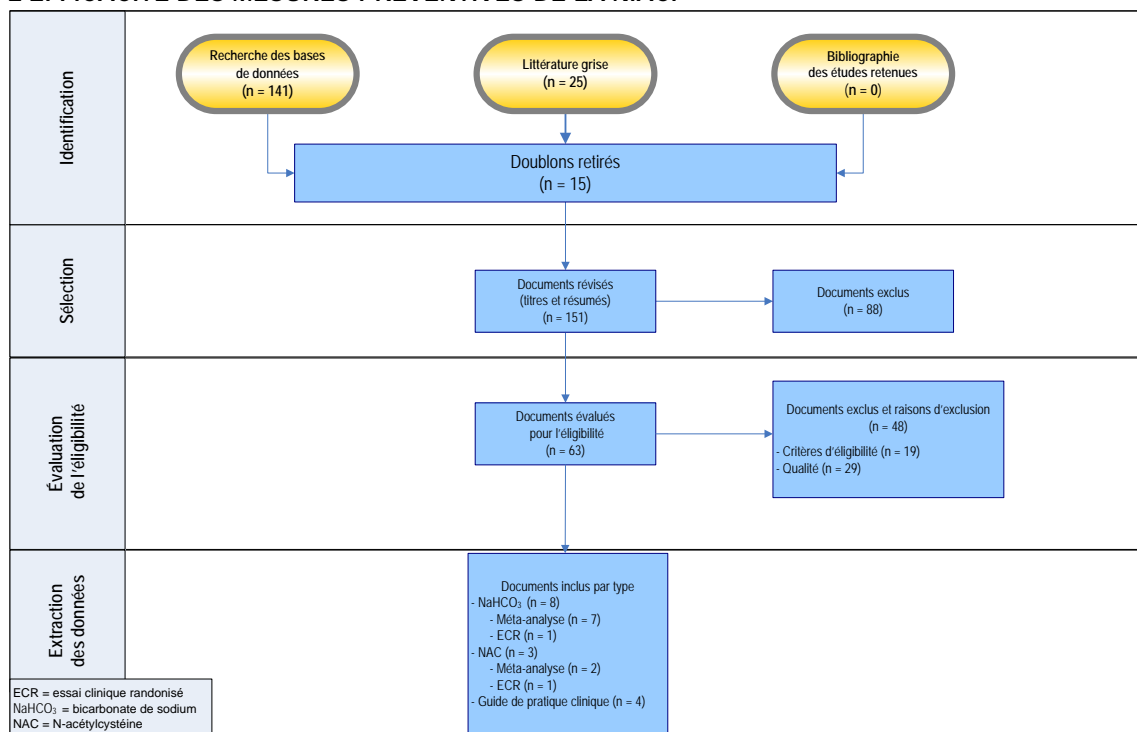 Recherche des bases
de données
(n = 141)
Littérature grise
(n = 25)
Bibliographie
des études retenues
(n = 0)
Identification
Doublons retirés
(n = 15)
Sélection
Documents révisés
(titres et résumés)
(n = 151)
Documents exclus
(n = 88)
Évaluation
de l'éligibilité
Documents évalués
pour l'éligibilité
(n = 63)
Documents exclus et raisons d'exclusion
(n = 48)
- Critères d'éligibilité (n = 19)
- Qualité (n = 29)
Extraction
des données
Documents inclus par type
- NaHCO₃ (n = 8)
- Méta-analyse (n = 7)
- ECR (n = 1)
- NAC (n = 3)
- Méta-analyse (n = 2)
- ECR (n = 1)
- Guide de pratique clinique (n = 4)
ECR = essai clinique randomisé
NaHCO₃ = bicarbonate de sodium
NAC = N-acétylcystéine